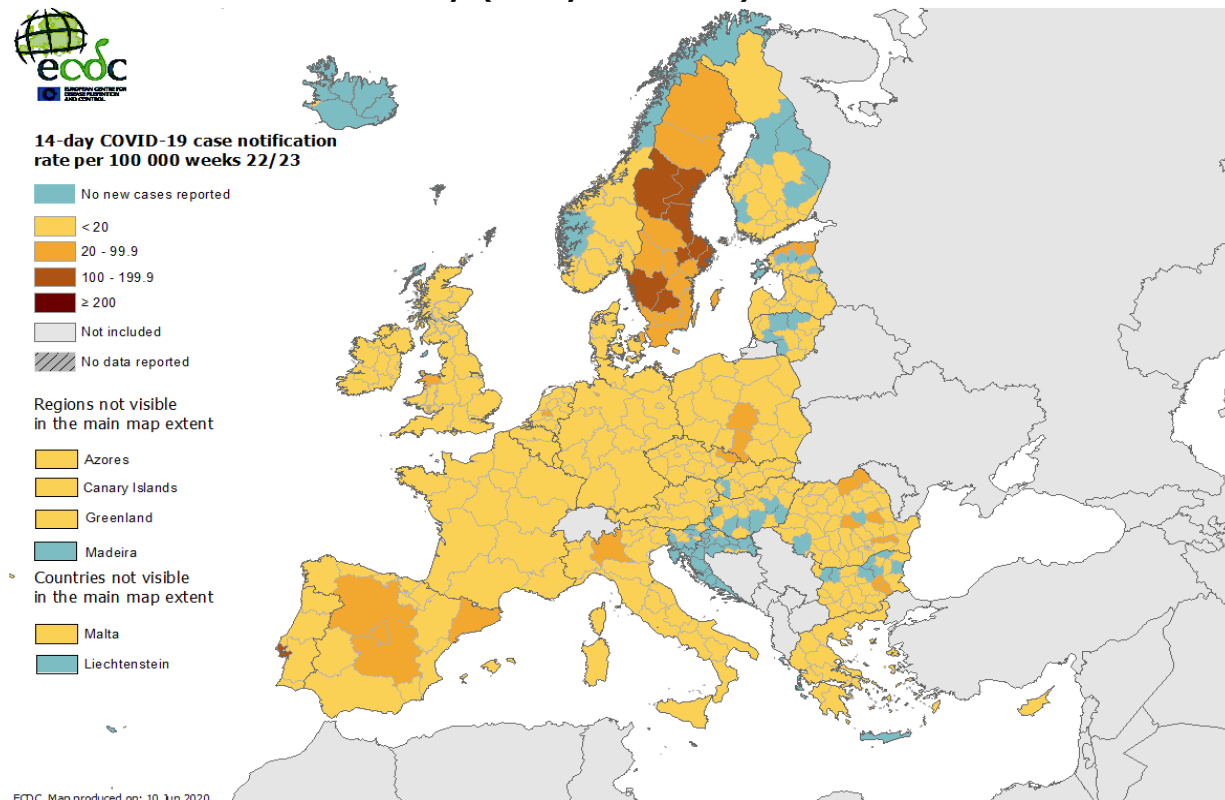 ecdc
EUROPEAN CENTRE FOR
DISEASE PREVENTION
AND CONTROL
14-day COVID-19 case notification
rate per 100 000 weeks 22/23
No new cases reported
< 20
20 - 99.9
100 - 199.9
≥ 200
Not included
No data reported
Regions not visible
in the main map extent
Azores
Canary Islands
Greenland
Madeira
Countries not visible
in the main map extent
Malta
Liechtenstein
ECDC. Map produced on: 10 Jun 2020